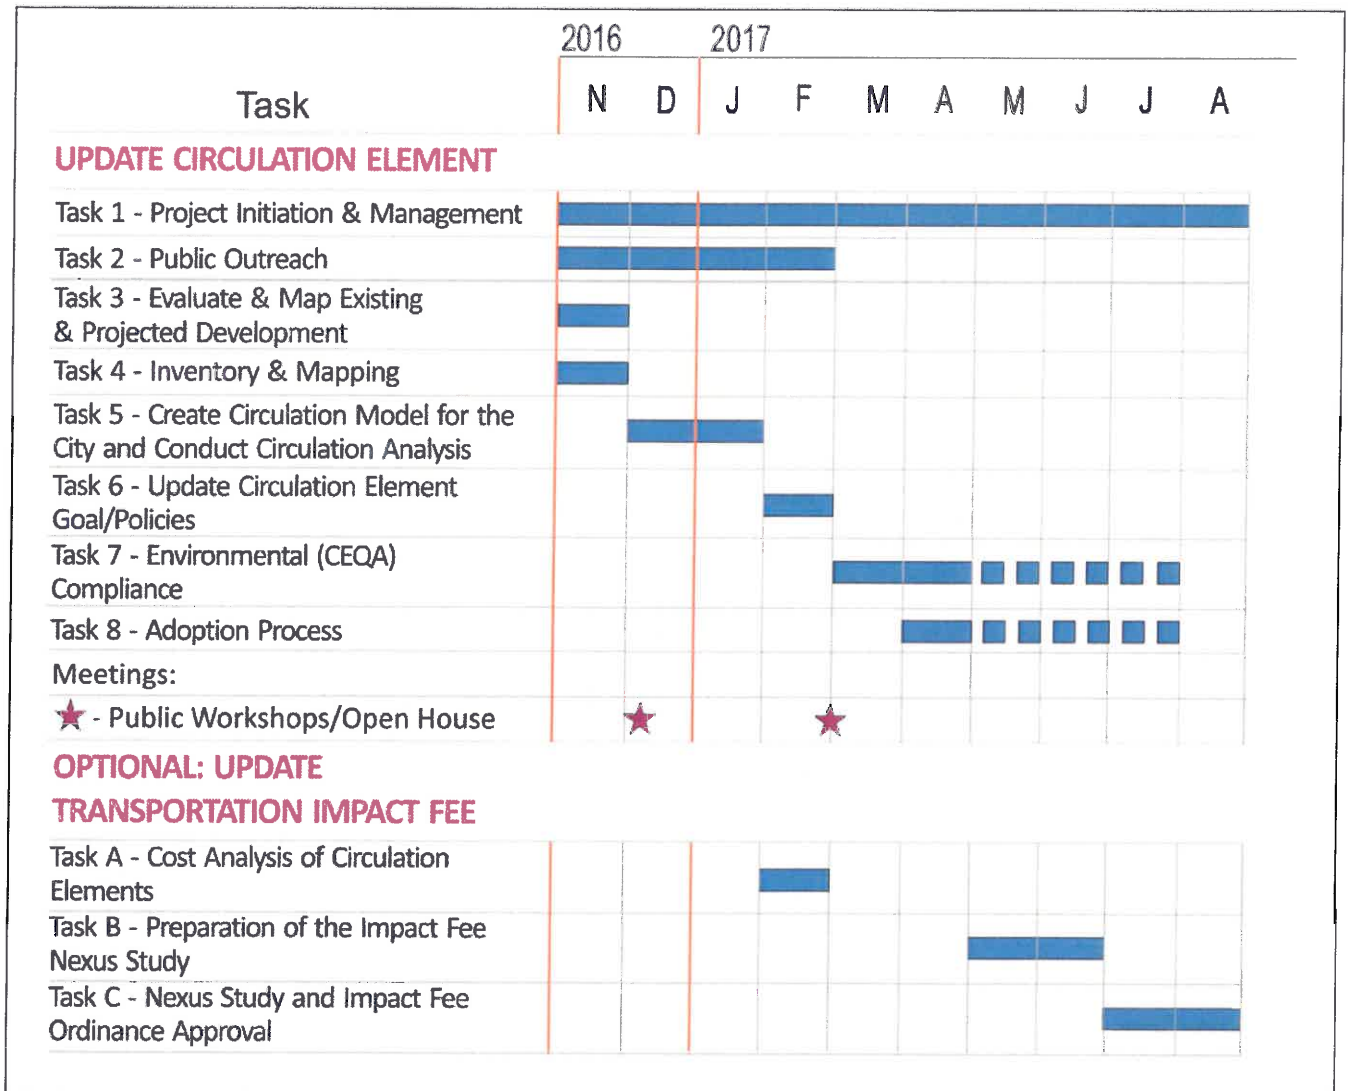 2016 2017
Task N D J F M A M J J A
UPDATE CIRCULATION ELEMENT
Task 1 - Project Initiation & Management
Task 2 - Public Outreach
Task 3 - Evaluate & Map Existing
& Projected Development
Task 4 - Inventory & Mapping
Task 5 - Create Circulation Model for the
City and Conduct Circulation Analysis
Task 6 - Update Circulation Element
Goal/Policies
Task 7 - Environmental (CEQA)
Compliance
Task 8 - Adoption Process
Meetings:
- Public Workshops/Open House
OPTIONAL: UPDATE
TRANSPORTATION IMPACT FEE
Task A - Cost Analysis of Circulation
Elements
Task B - Preparation of the Impact Fee
Nexus Study
Task C - Nexus Study and Impact Fee
Ordinance Approval